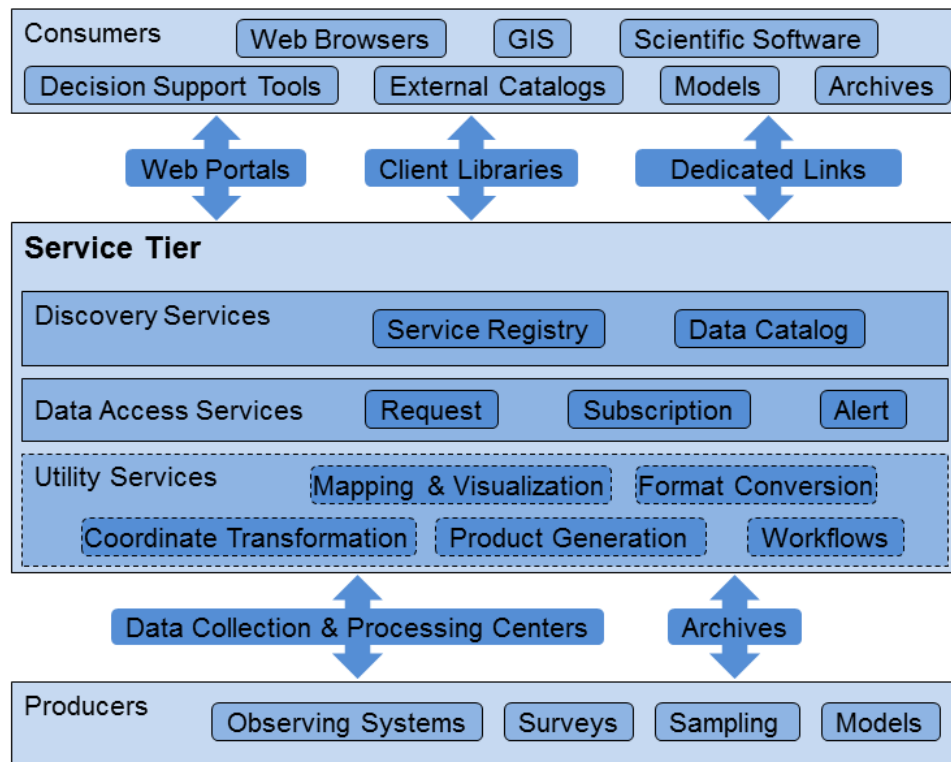 Consumers
Web Browsers
GIS
Scientific Software
Decision Support Tools
External Catalogs
Models
Archives
Web Portals
Client Libraries
Dedicated Links
Service Tier
Discovery Services
Service Registry
Data Catalog
Data Access Services
Request
Subscription
Alert
Utility Services
Mapping & Visualization
Format Conversion
Coordinate Transformation
Product Generation
Workflows
Data Collection & Processing Centers
Archives
Producers
Observing Systems
Surveys
Sampling
Models